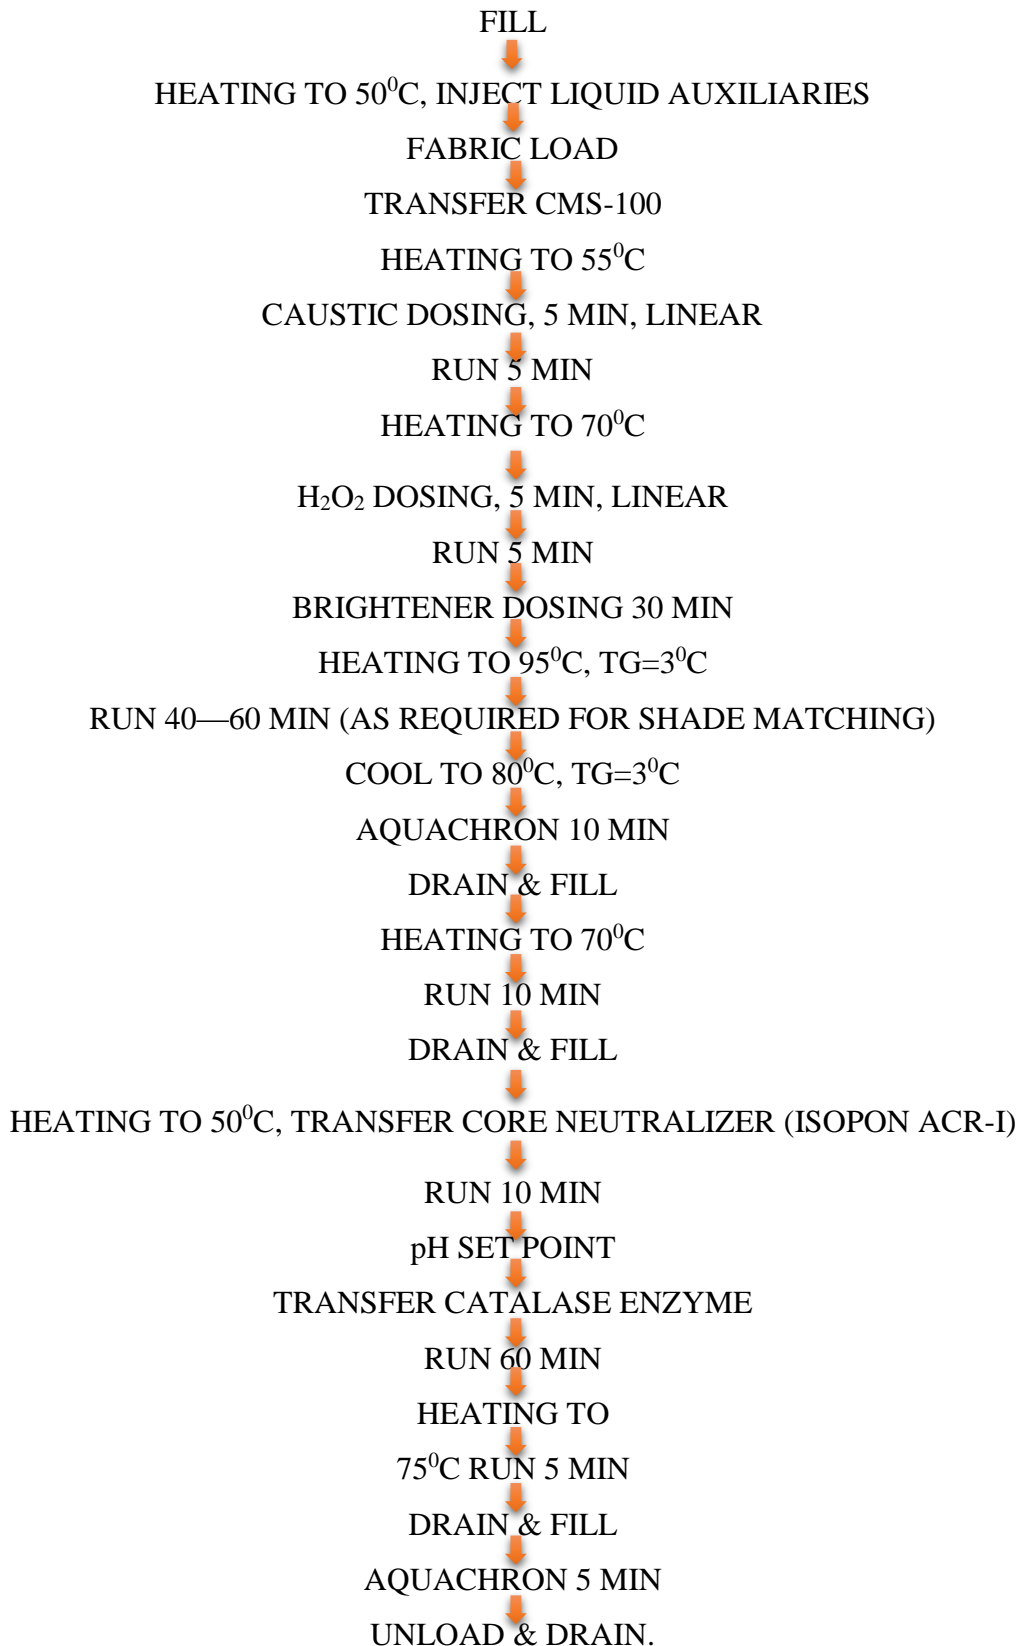 FILL
HEATING TO 50⁰C, INJECT LIQUID AUXILIARIES
FABRIC LOAD
TRANSFER CMS-100
HEATING TO 55⁰C
CAUSTIC DOSING, 5 MIN, LINEAR
RUN 5 MIN
HEATING TO 70⁰C
H₂O₂ DOSING, 5 MIN, LINEAR
RUN 5 MIN
BRIGHTENER DOSING 30 MIN
HEATING TO 95⁰C, TG=3⁰C
RUN 40—60 MIN (AS REQUIRED FOR SHADE MATCHING)
COOL TO 80⁰C, TG=3⁰C
AQUACHRON 10 MIN
DRAIN & FILL
HEATING TO 70⁰C
RUN 10 MIN
DRAIN & FILL
HEATING TO 50⁰C, TRANSFER CORE NEUTRALIZER (ISOPON ACR-I)
RUN 10 MIN
pH SET POINT
TRANSFER CATALASE ENZYME
RUN 60 MIN
HEATING TO
75⁰C RUN 5 MIN
DRAIN & FILL
AQUACHRON 5 MIN
UNLOAD & DRAIN.